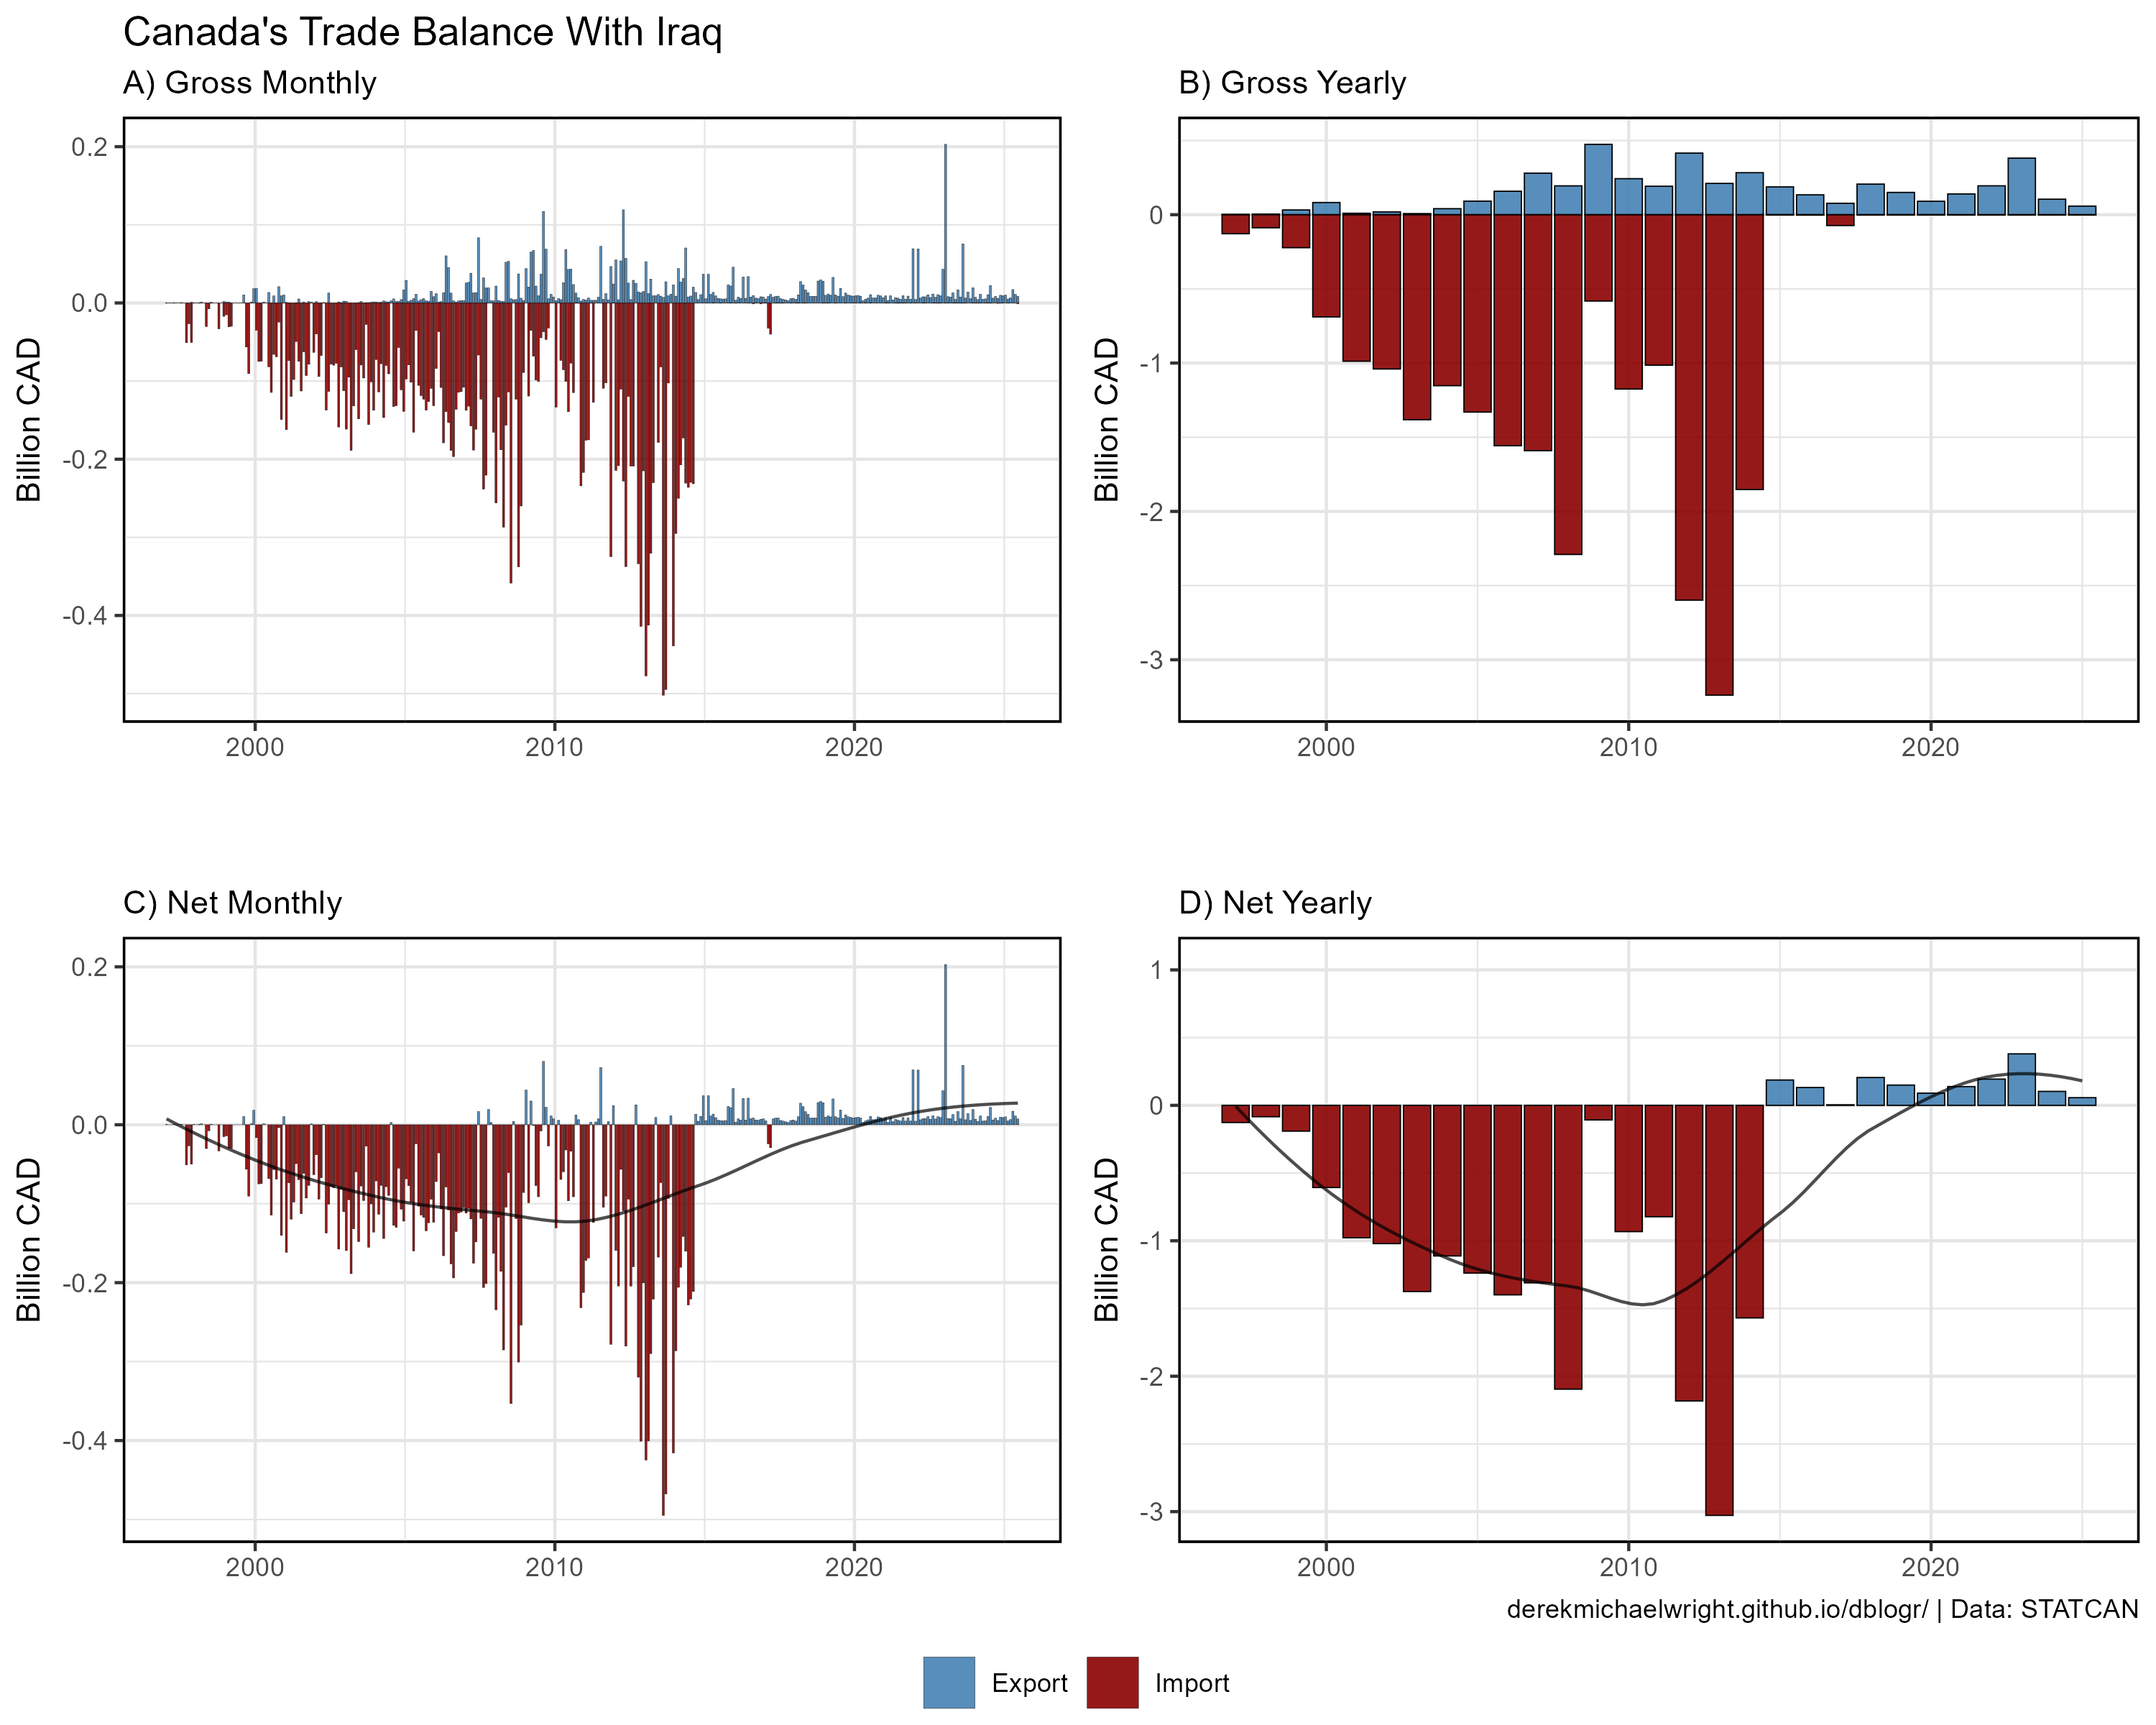 Canada's Trade Balance With Iraq
A) Gross Monthly
Billion CAD
0.2
0.0
-0.2
-0.4
2000 2010 2020
B) Gross Yearly
Billion CAD
0
-1
-2
-3
2000 2010 2020
C) Net Monthly
Billion CAD
0.2
0.0
-0.2
-0.4
2000 2010 2020
D) Net Yearly
Billion CAD
1
0
-1
-2
-3
2000 2010 2020
derekmichaelwright.github.io/dblogr/ | Data: STATCAN
Export Import